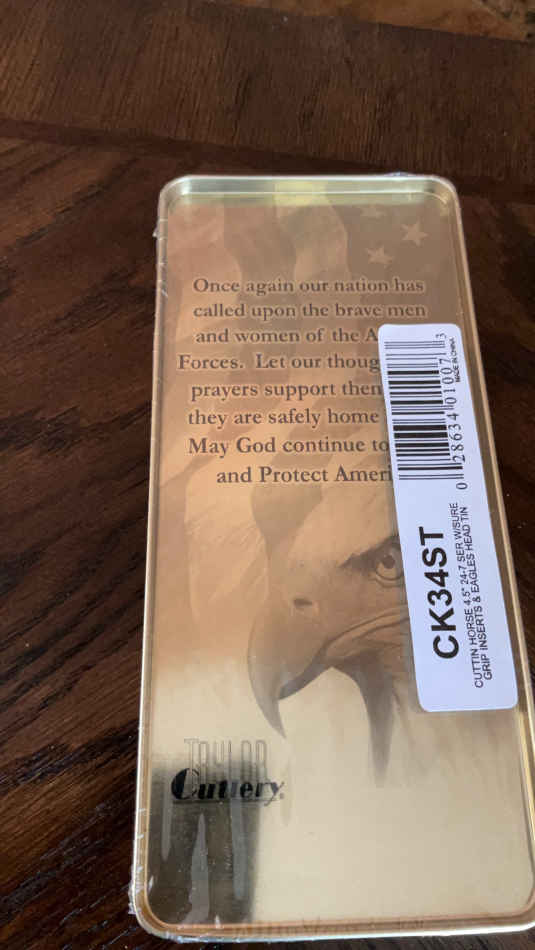 Once again our nation has
called upon the brave men
and women of the A
Forces. Let our thoug
prayers support then
they are safely home
May God continue to
and Protect Ameri
TAYLOR
Cutlery®
0 28634 01007 3
MADE IN CHINA
CK34ST
CUTTIN HORSE 4.5" 24-7 SER W/SURE
GRIP INSERTS & EAGLES HEAD TIN